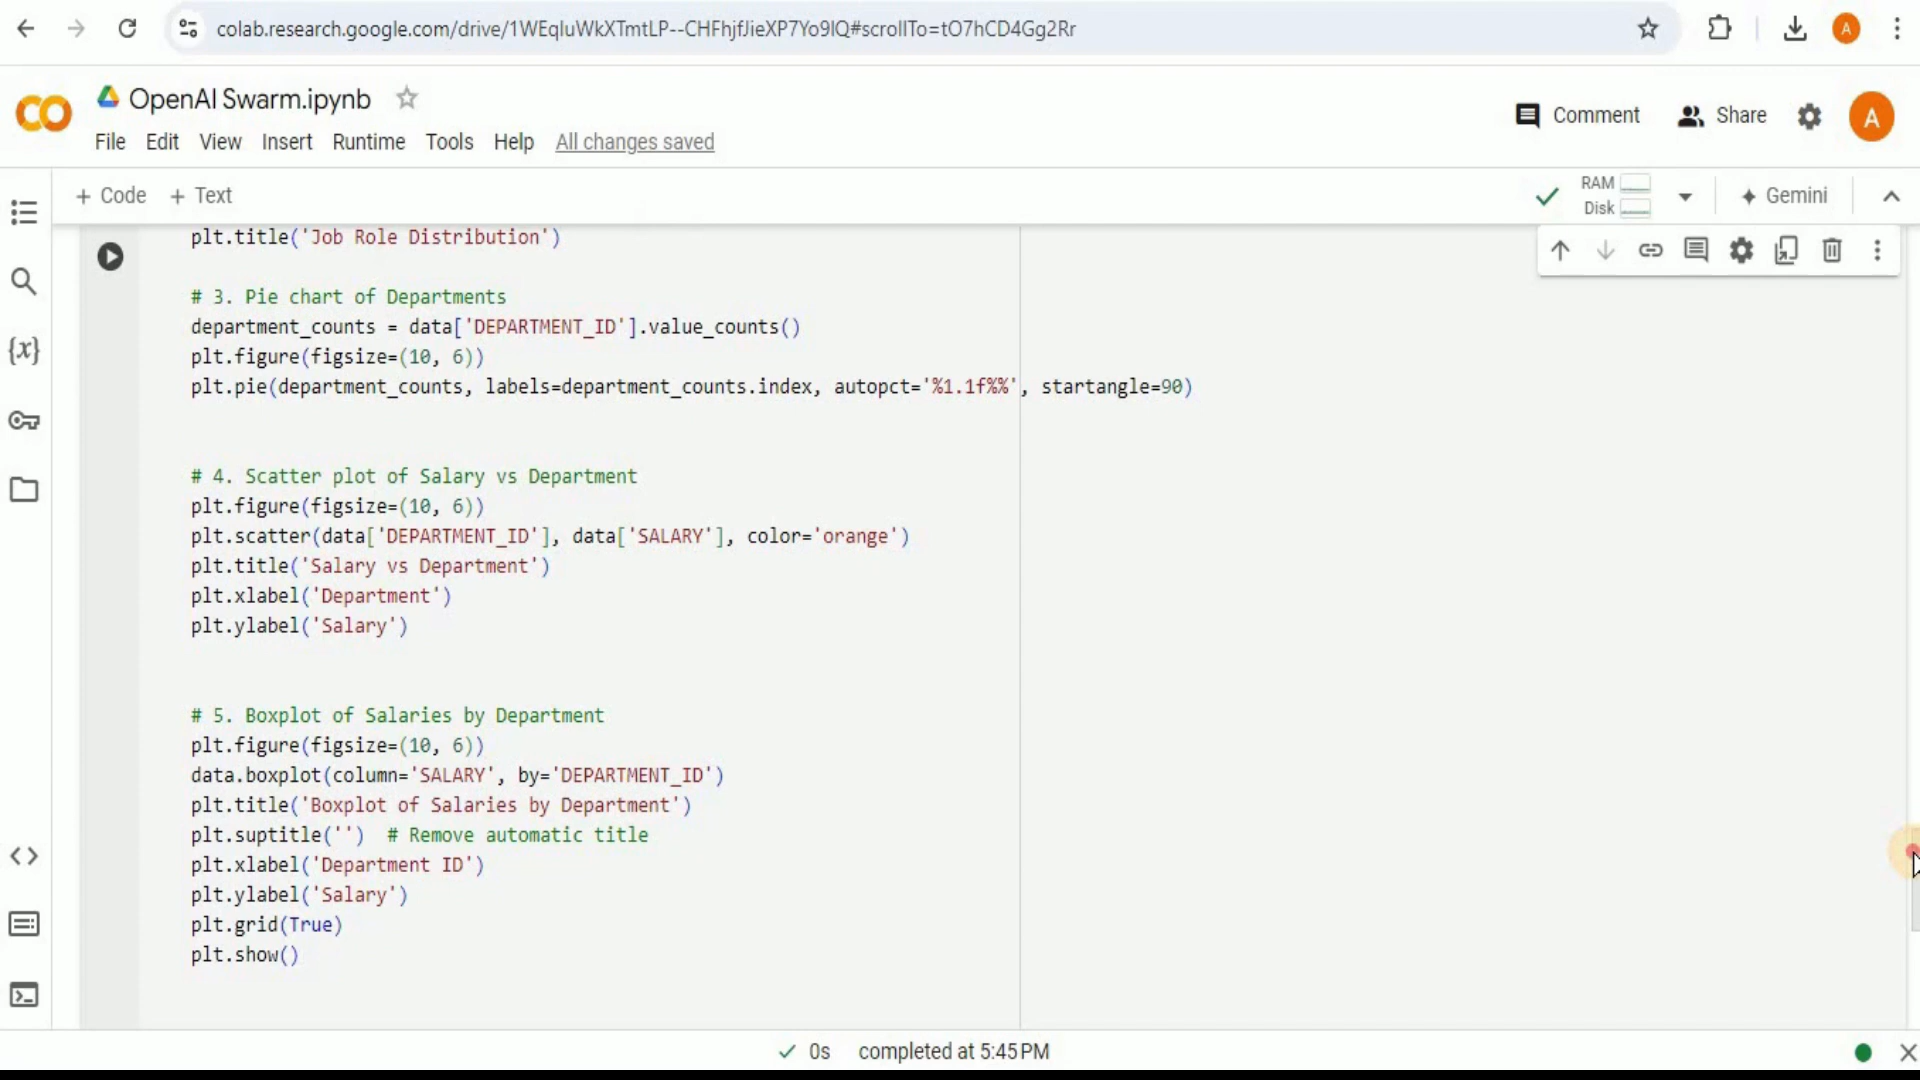 colab.research.google.com/drive/1WEqIuWkXTmtLP--CHFhjfJieXP7Yo9lQ#scrollTo=tO7hCD4Gg2Rr
A
CO
OpenAI Swarm.ipynb
File Edit View Insert Runtime Tools Help All changes saved
Comment
Share
A
+ Code + Text
RAM
Disk
Gemini
plt.title('Job Role Distribution')
# 3. Pie chart of Departments
department_counts = data['DEPARTMENT_ID'].value_counts()
plt.figure(figsize=(10, 6))
plt.pie(department_counts, labels=department_counts.index, autopct='%1.1f%%', startangle=90)
# 4. Scatter plot of Salary vs Department
plt.figure(figsize=(10, 6))
plt.scatter(data['DEPARTMENT_ID'], data['SALARY'], color='orange')
plt.title('Salary vs Department')
plt.xlabel('Department')
plt.ylabel('Salary')
# 5. Boxplot of Salaries by Department
plt.figure(figsize=(10, 6))
data.boxplot(column='SALARY', by='DEPARTMENT_ID')
plt.title('Boxplot of Salaries by Department')
plt.suptitle('') # Remove automatic title
plt.xlabel('Department ID')
plt.ylabel('Salary')
plt.grid(True)
plt.show()
0s completed at 5:45 PM